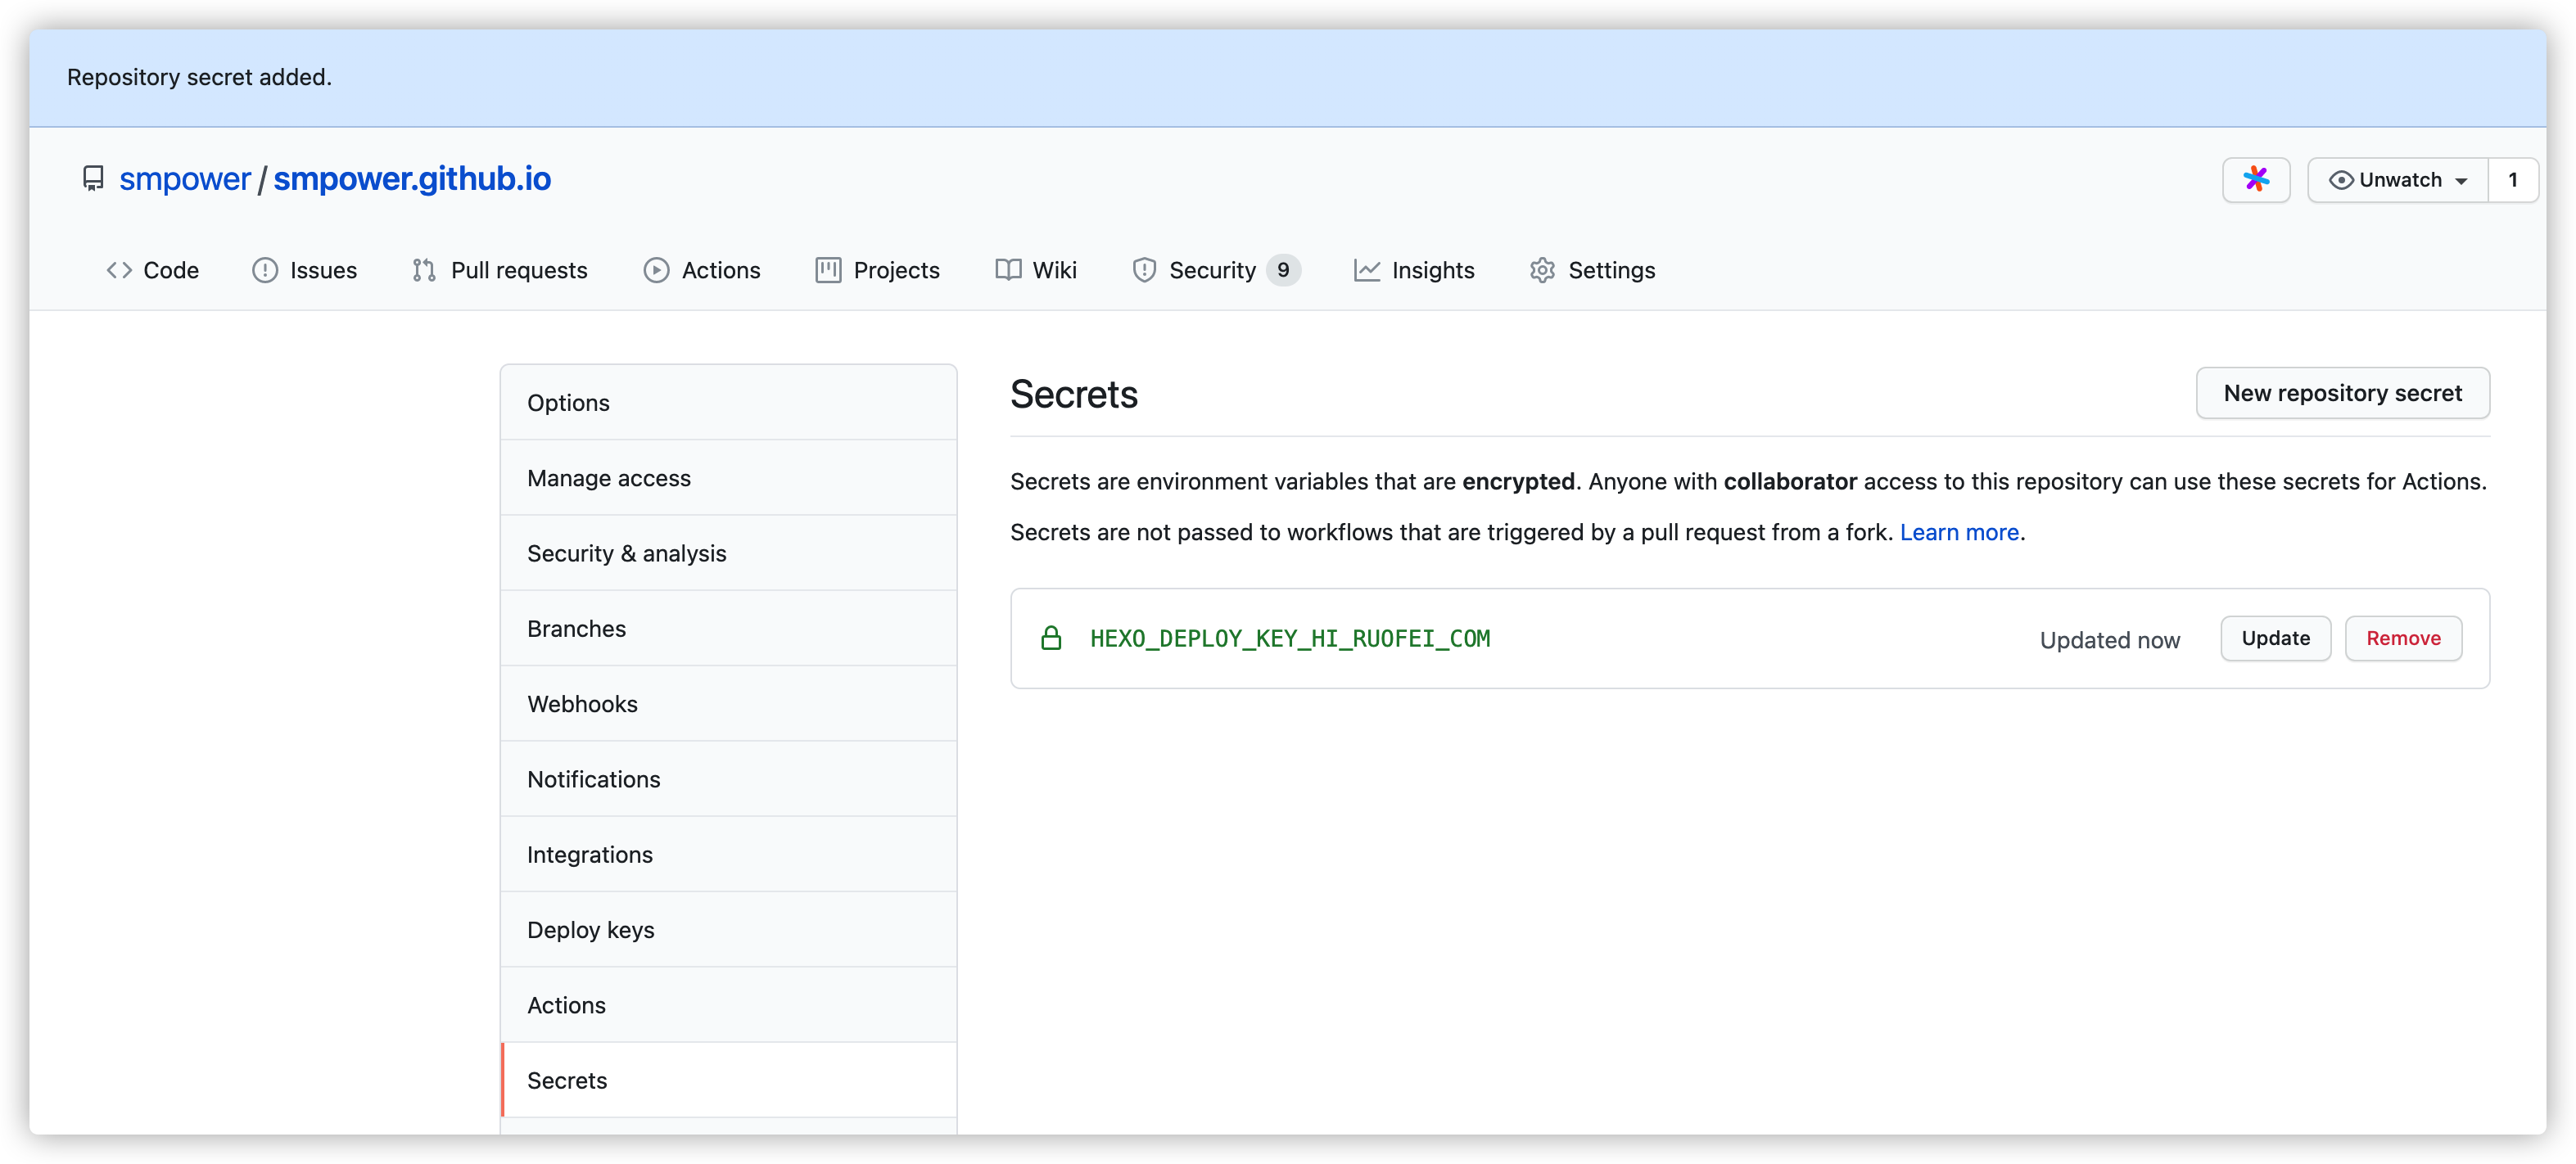 Repository secret added.
smpower / smpower.github.io
Unwatch 1
Code Issues Pull requests Actions Projects Wiki Security 9 Insights Settings
Options
Manage access
Security & analysis
Branches
Webhooks
Notifications
Integrations
Deploy keys
Actions
Secrets
Secrets
New repository secret
Secrets are environment variables that are encrypted. Anyone with collaborator access to this repository can use these secrets for Actions.
Secrets are not passed to workflows that are triggered by a pull request from a fork. Learn more.
HEXO_DEPLOY_KEY_HI_RUOFEI_COM Updated now Update Remove